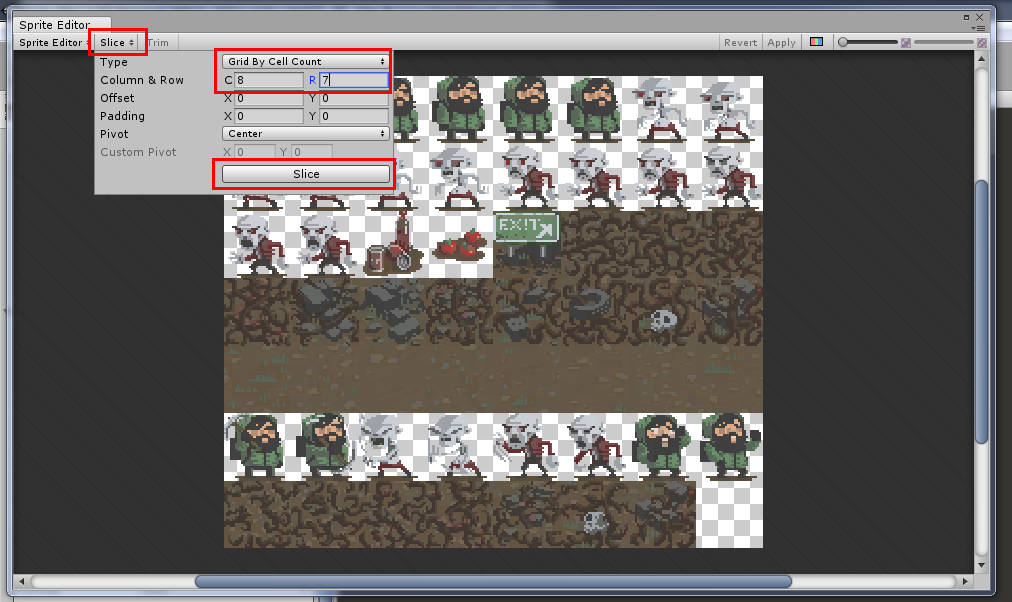 Sprite Editor
Sprite Editor Slice Trim Revert Apply
Type Grid By Cell Count
Column & Row C 8 R 7
Offset X 0 Y 0
Padding X 0 Y 0
Pivot Center
Custom Pivot X 0 Y 0
Slice
EXIT